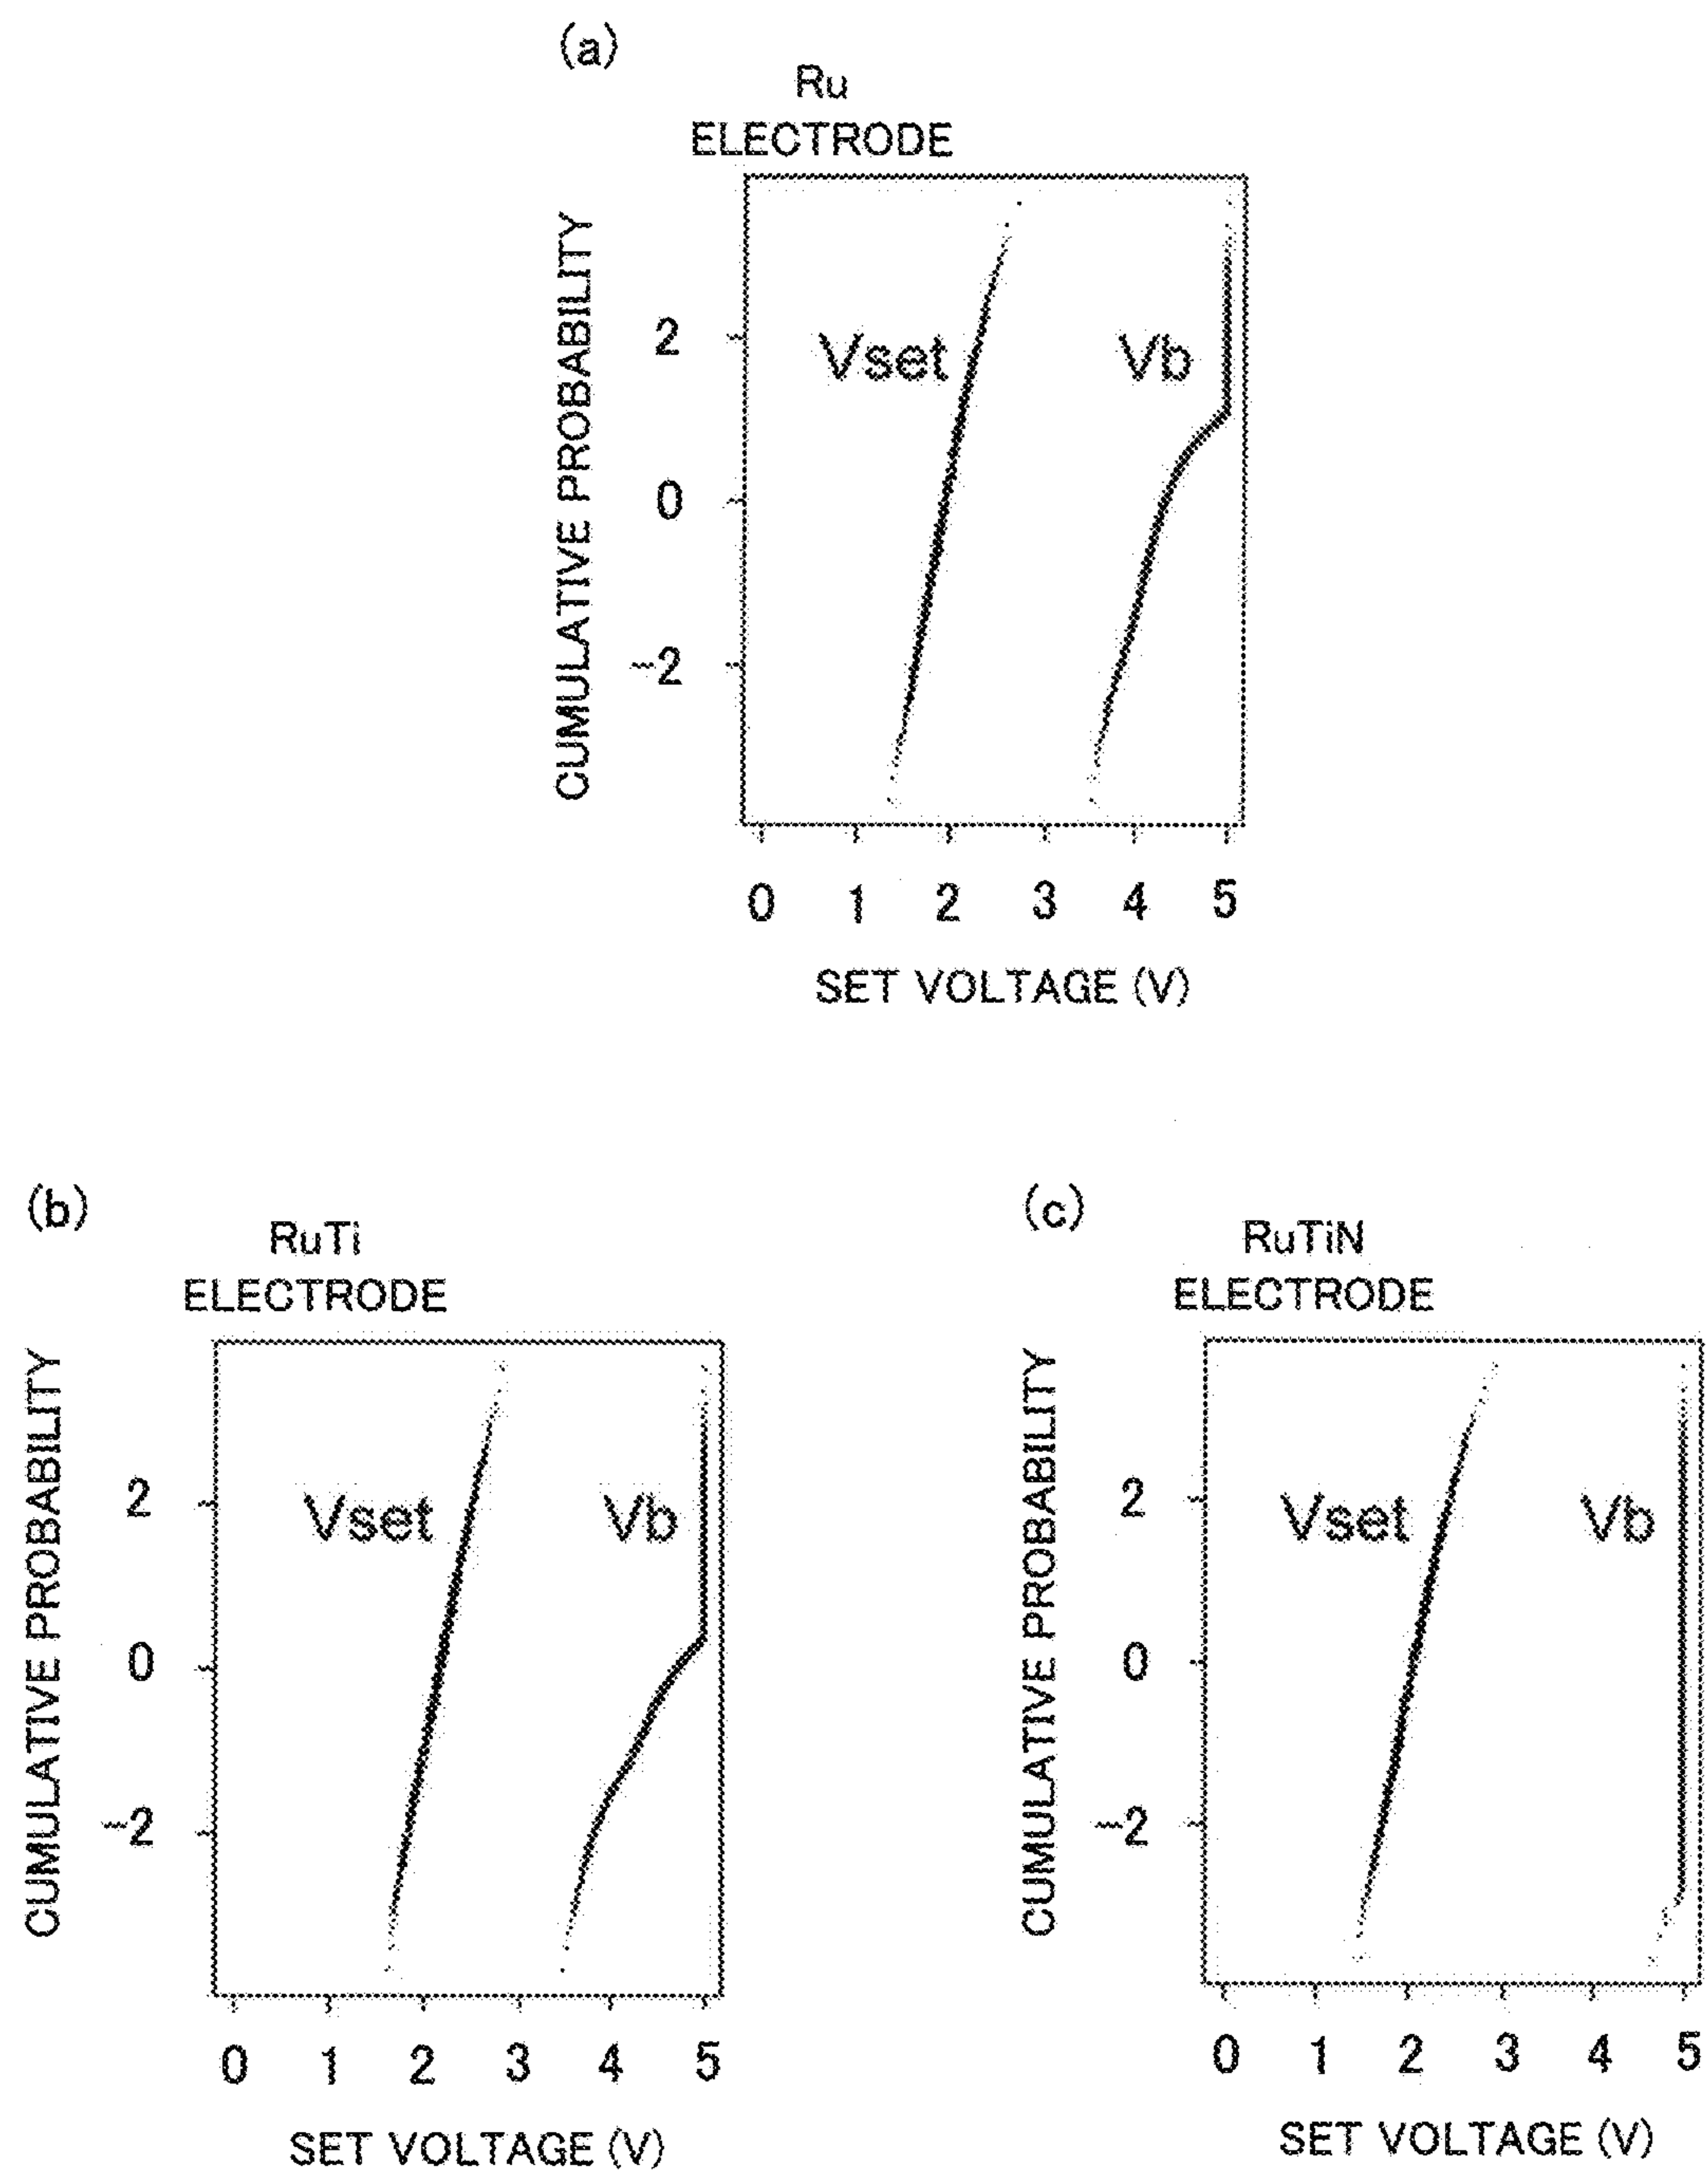 (a)
Ru
ELECTRODE
CUMULATIVE PROBABILITY
2
0
-2
Vset
Vb
0 1 2 3 4 5
SET VOLTAGE (V)
(b)
RuTi
ELECTRODE
CUMULATIVE PROBABILITY
2
0
-2
Vset
Vb
0 1 2 3 4 5
SET VOLTAGE (V)
(c)
RuTiN
ELECTRODE
CUMULATIVE PROBABILITY
2
0
-2
Vset
Vb
0 1 2 3 4 5
SET VOLTAGE (V)